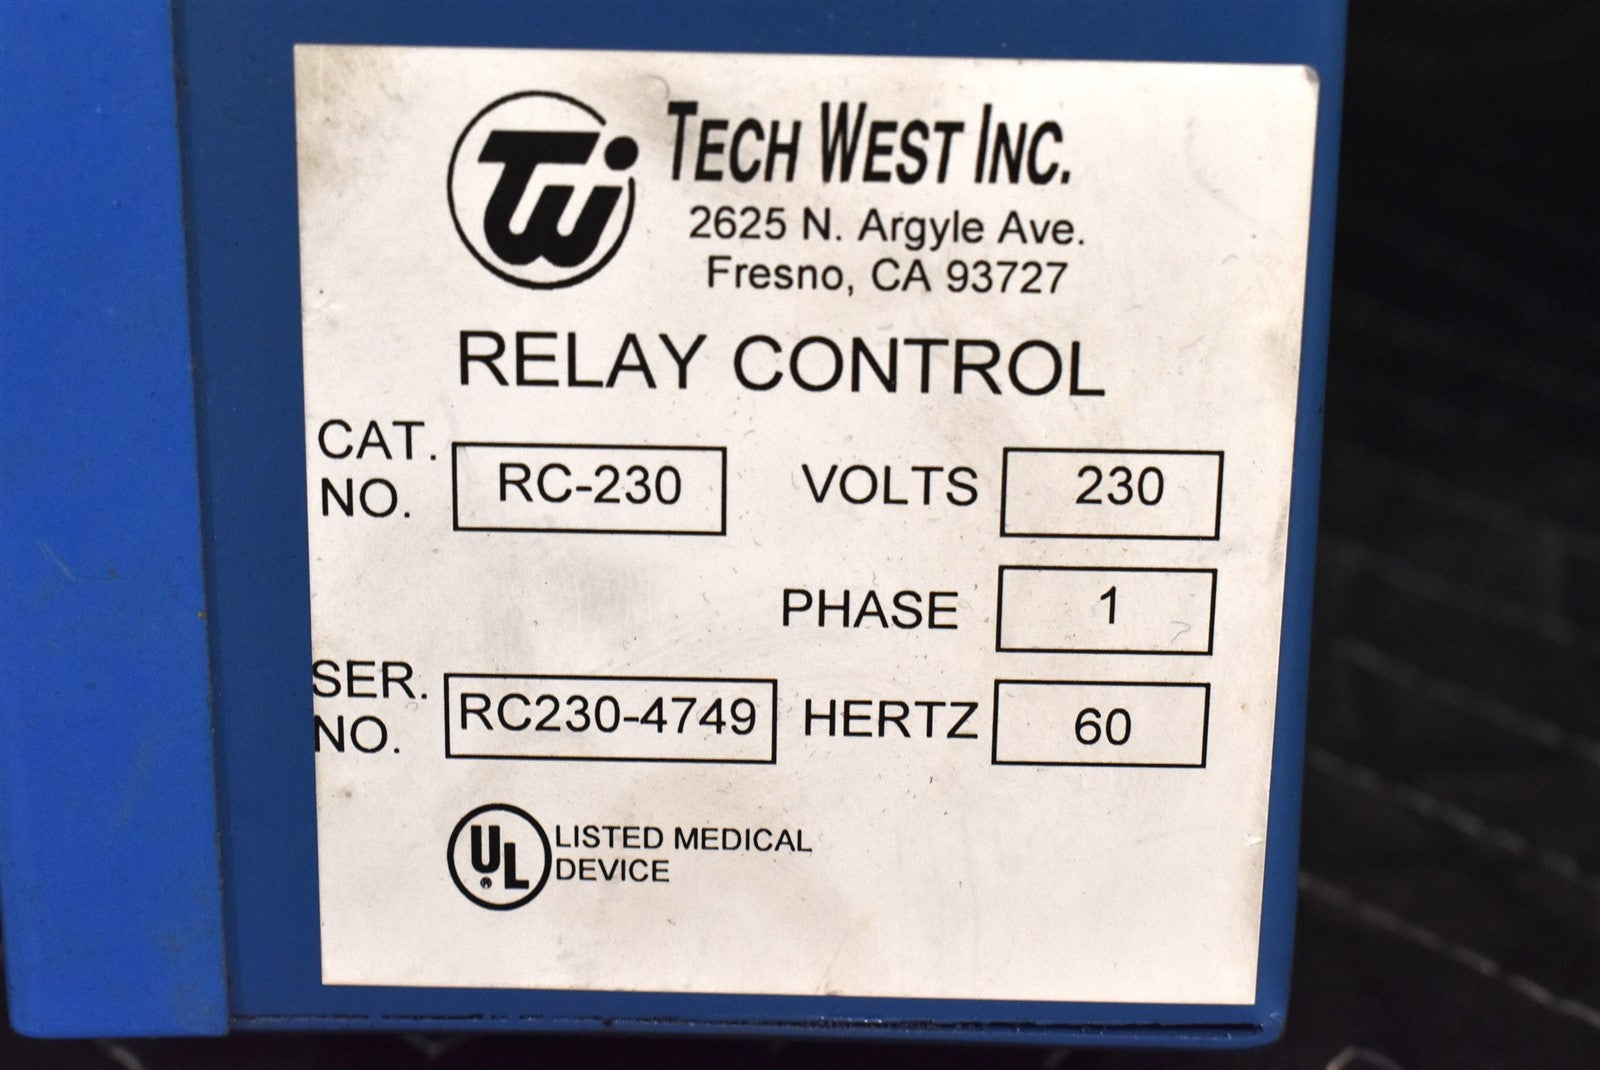 Twi TECH WEST INC.
2625 N. Argyle Ave.
Fresno, CA 93727
RELAY CONTROL
CAT. NO. RC-230 VOLTS 230
PHASE 1
SER. NO. RC230-4749 HERTZ 60
UL ® LISTED MEDICAL
DEVICE